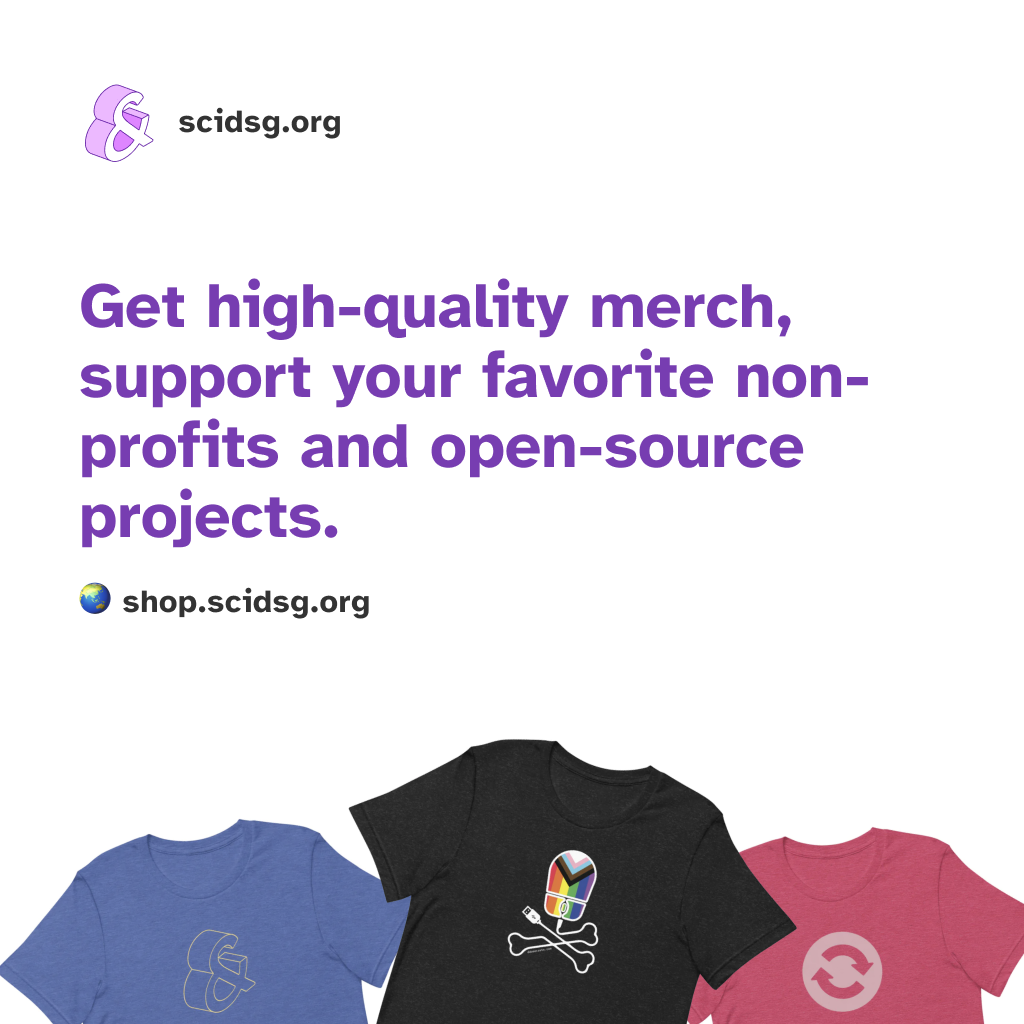 scidsg.org
Get high-quality merch,
support your favorite non-
profits and open-source
projects.
shop.scidsg.org